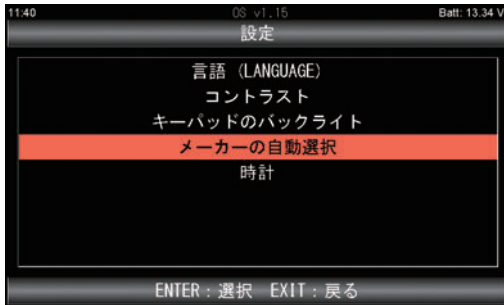 11:40 OS v1.15 Batt: 13.34 V
設定
言語 (LANGUAGE)
コントラスト
キーパッドのバックライト
メーカーの自動選択
時計
ENTER：選択 EXIT：戻る